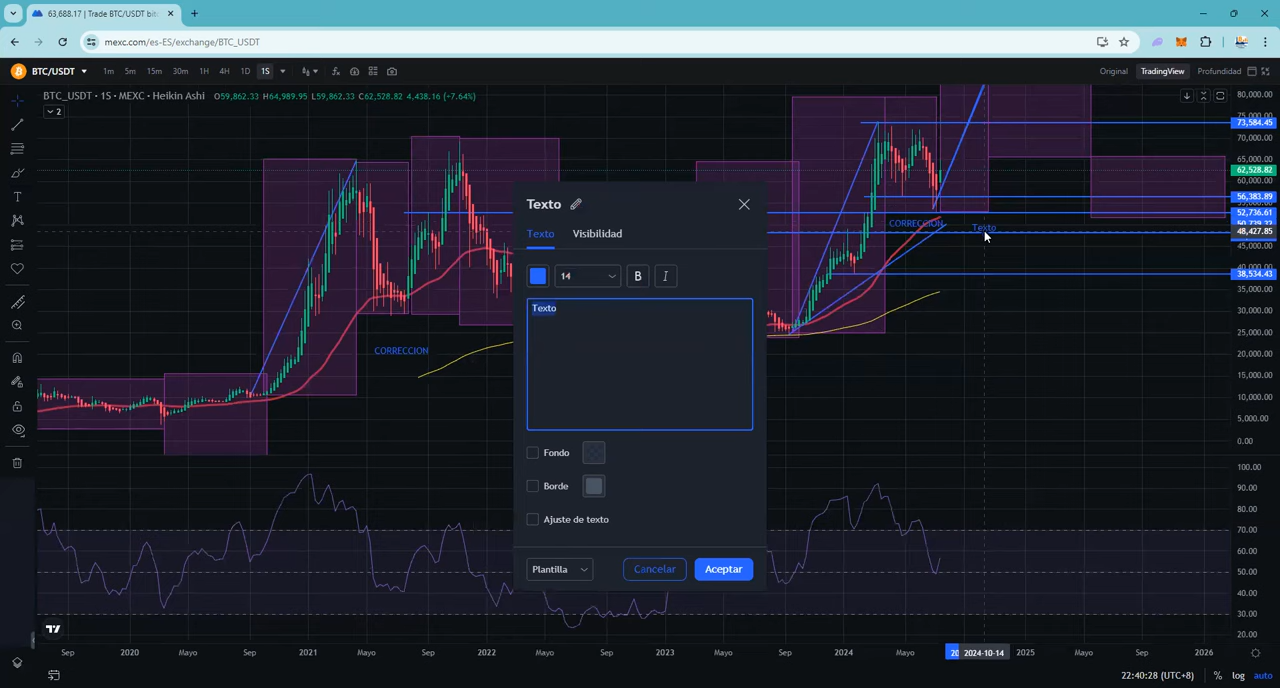 63,688.17 | Trade BTC/USDT bit
mexc.com/es-ES/exchange/BTC_USDT
BTC/USDT 1m 5m 15m 30m 1H 4H 1D 1S Original TradingView Profundidad
BTC_USDT · 1S · MEXC · Heikin Ashi O59,862.33 H64,989.95 L59,862.33 C62,528.82 4,438.16 (+7.64%)
2
80,000.00
73,584.45
70,000.00
65,000.00
62,528.82
60,000.00
56,383.89
52,736.61
48,427.85
45,000.00
38,534.43
35,000.00
30,000.00
25,000.00
20,000.00
15,000.00
10,000.00
5,000.00
0.00
100.00
90.00
80.00
70.00
60.00
50.00
40.00
30.00
20.00
CORRECCION
CORRECCION
Texto
Texto
Texto Visibilidad
14 B I
Texto
Fondo
Borde
Ajuste de texto
Plantilla Cancelar Aceptar
Sep 2020 Mayo Sep 2021 Mayo Sep 2022 Mayo Sep 2023 Mayo Sep 2024 Mayo 20 2024-10-14 2025 Mayo Sep 2026
22:40:28 (UTC+8) % log auto